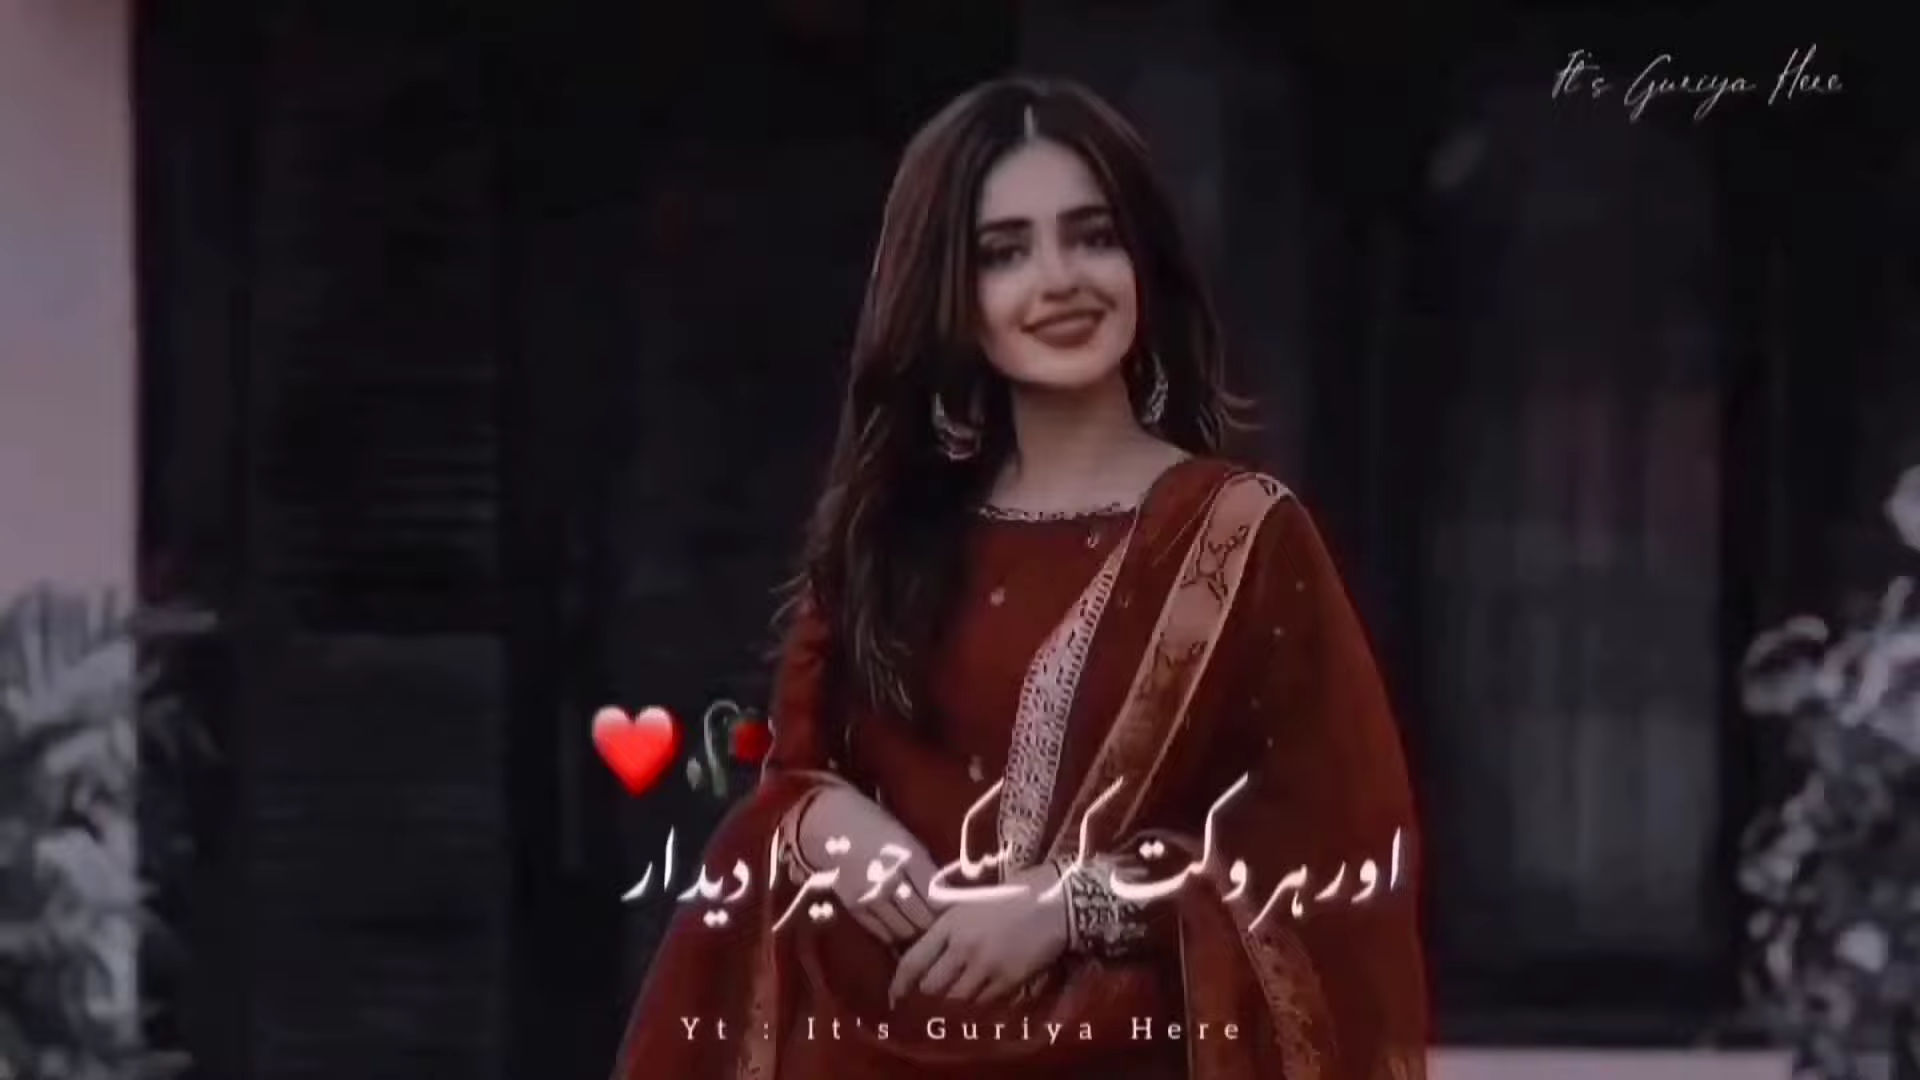 It's Guriya Here
❤️🥀
اور ہر وکت کر سکے جو تیرا دیدار
Yt : It's Guriya Here